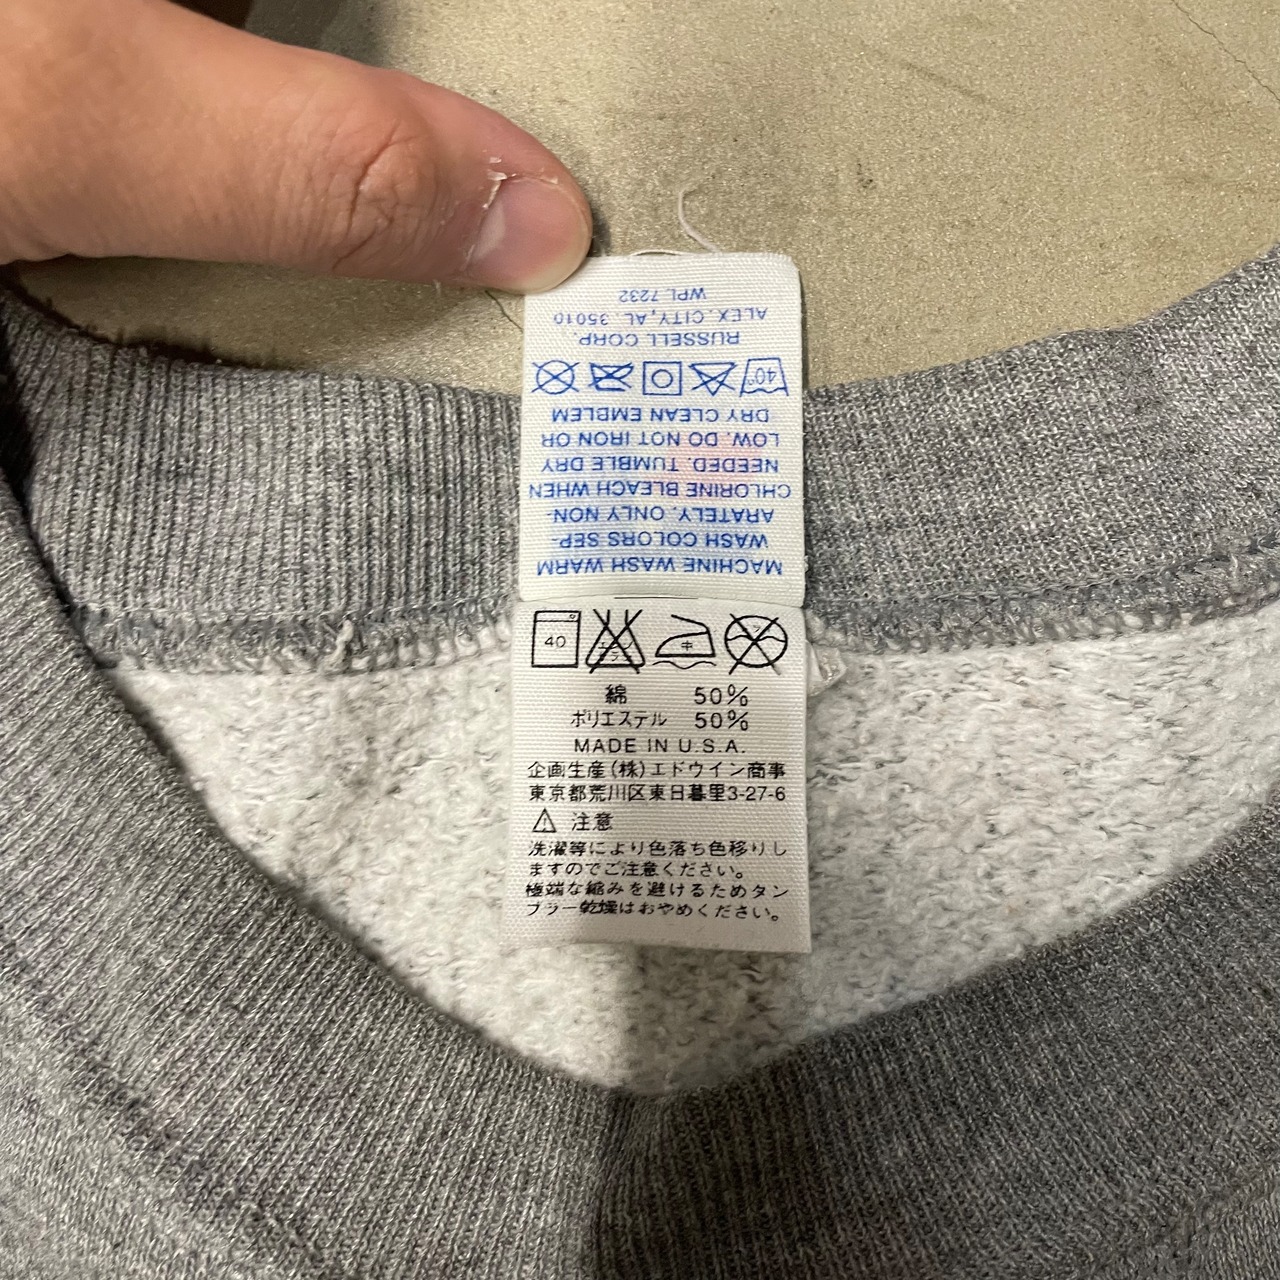 MACHINE WASH WARM
WASH COLORS SEP-
ARATELY. ONLY NON-
CHLORINE BLEACH WHEN
NEEDED. TUMBLE DRY
LOW. DO NOT IRON OR
DRY CLEAN EMBLEM
40°
RUSSELL CORP.
ALEX. CITY, AL. 35010
WPL 7232
40
中
綿 50%
ポリエステル 50%
MADE IN U.S.A.
企画生産(株)エドウイン商事
東京都荒川区東日暮里3-27-6
⚠ 注意
洗濯等により色落ち色移りし
ますのでご注意ください。
極端な縮みを避けるためタン
ブラー乾燥はおやめください。